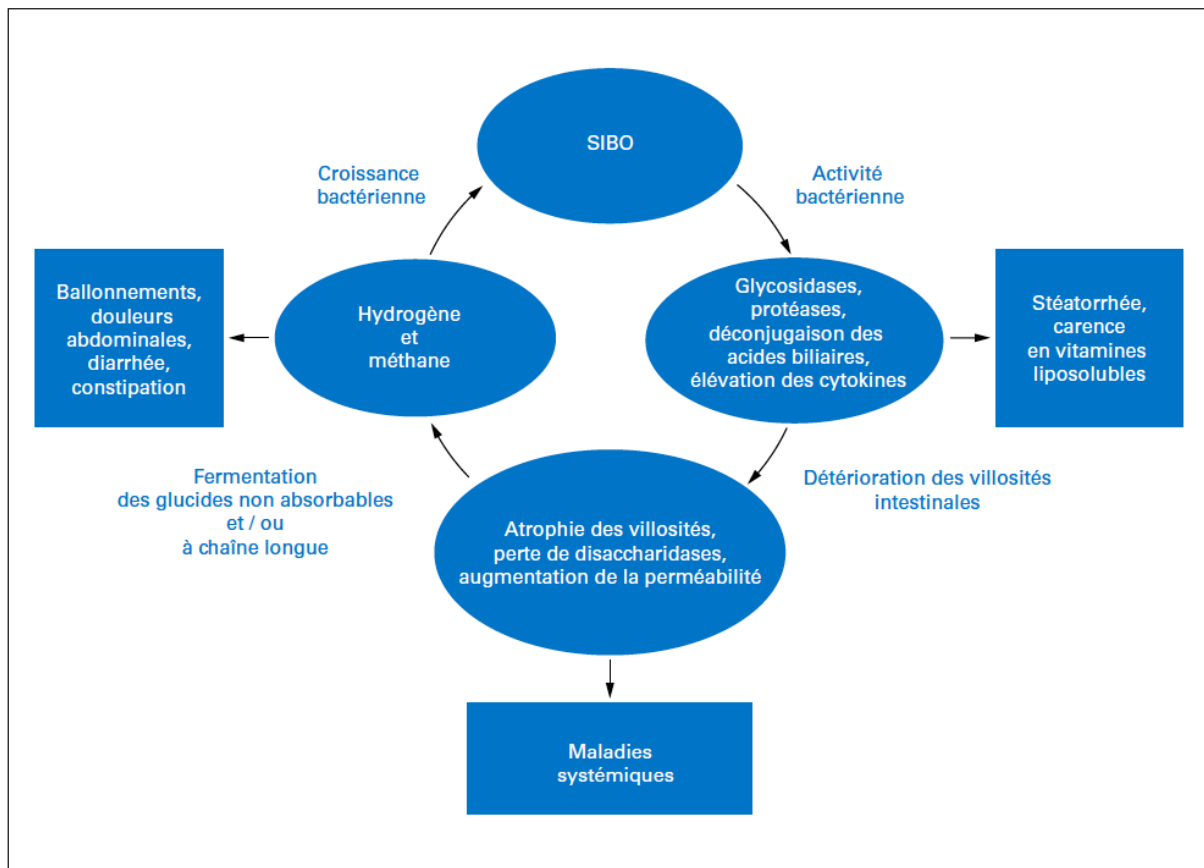 SIBO
Croissance
bactérienne
Activité
bactérienne
Ballonnements,
douleurs
abdominales,
diarrhée,
constipation
Hydrogène
et
méthane
Glycosidases,
protéases,
déconjugaison des
acides biliaires,
élévation des cytokines
Stéatorrhée,
carence
en vitamines
liposolubles
Fermentation
des glucides non absorbables
et / ou
à chaîne longue
Détérioration des villosités
intestinales
Atrophie des villosités,
perte de disaccharidases,
augmentation de la perméabilité
Maladies
systémiques